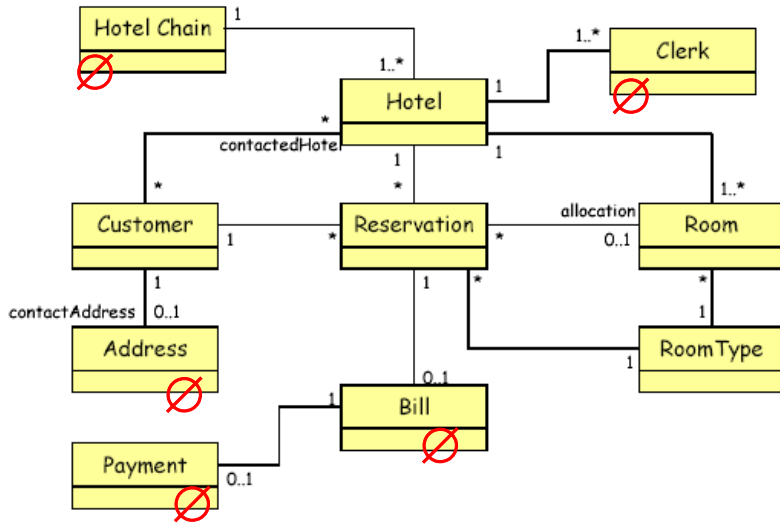 Hotel Chain
1
1..*
Clerk
1..*
Hotel
1
*
contactedHotel
1
1
*
*
1..*
Customer
1
*
Reservation
*
allocation
0..1
Room
1
contactAddress
0..1
1
*
*
1
Address
1
RoomType
0..1
1
Bill
Payment
0..1